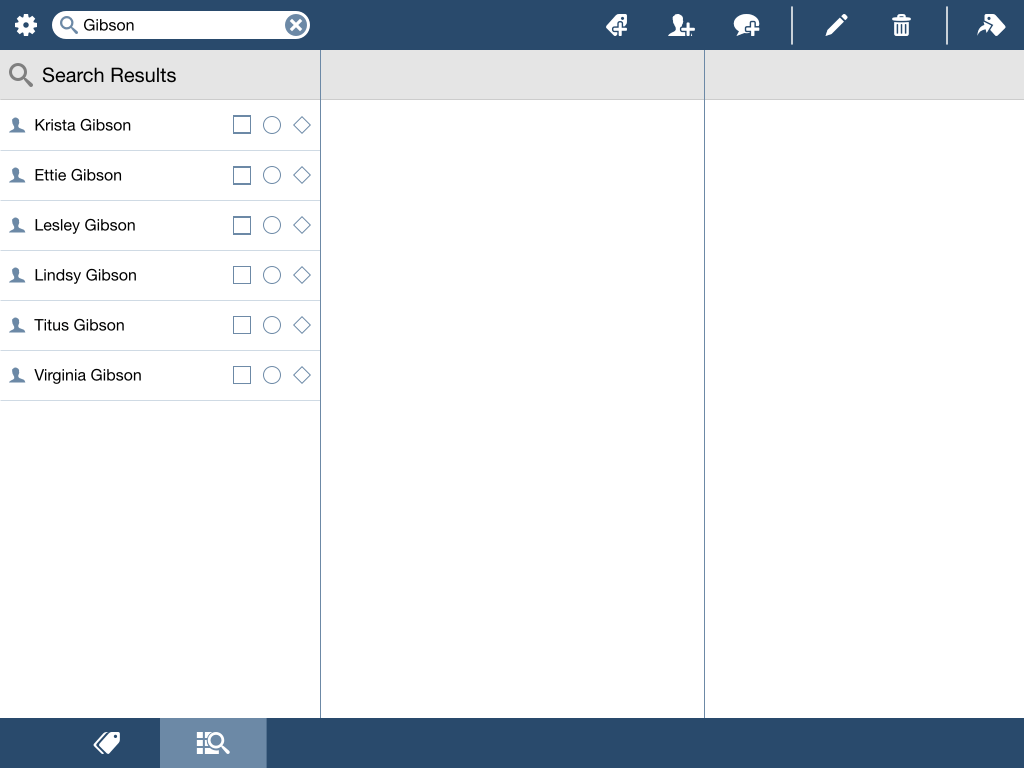 Gibson
Search Results
Krista Gibson
Ettie Gibson
Lesley Gibson
Lindsy Gibson
Titus Gibson
Virginia Gibson